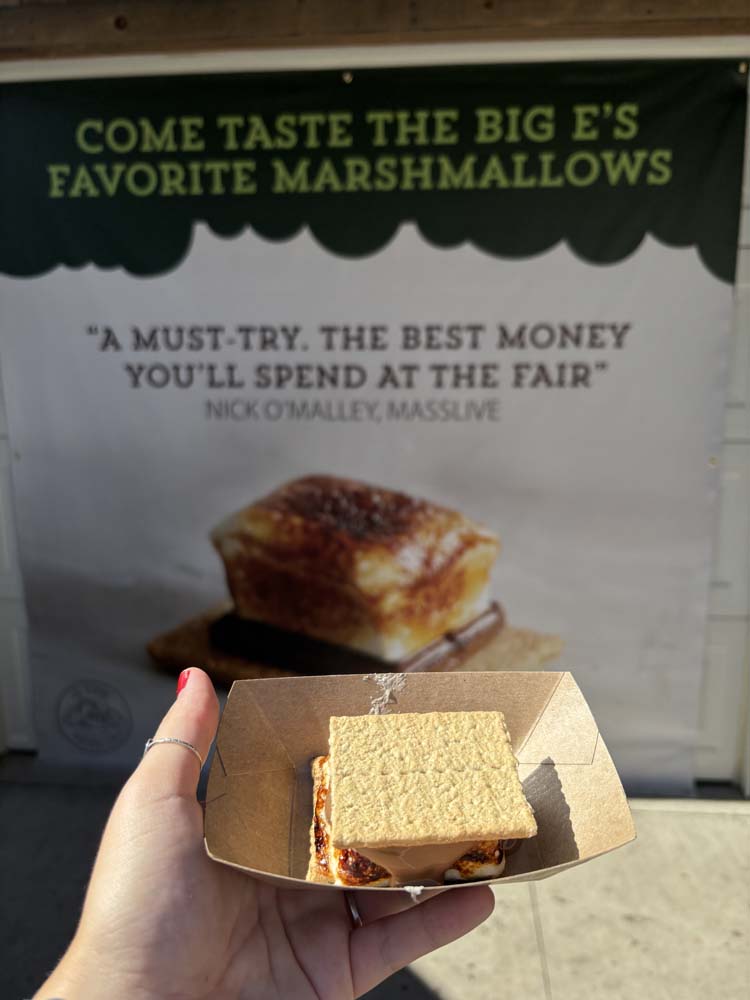 COME TASTE THE BIG E'S
FAVORITE MARSHMALLOWS
"A MUST-TRY. THE BEST MONEY
YOU'LL SPEND AT THE FAIR"
NICK O'MALLEY, MASSLIVE